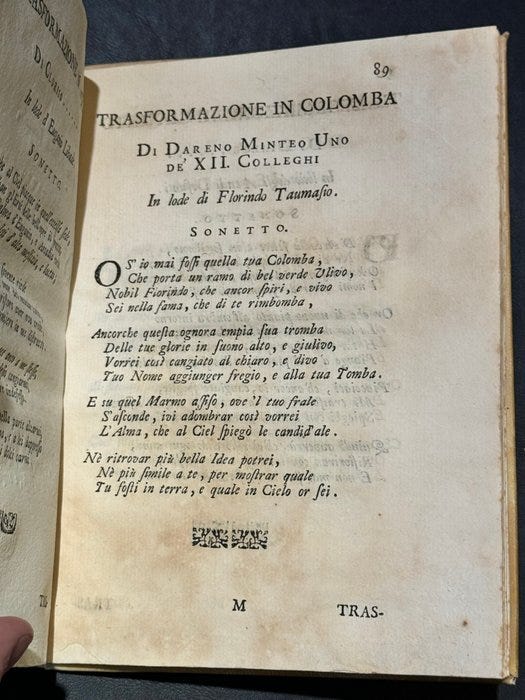 SONETTO.
89
TRASFORMAZIONE IN COLOMBA
DI DARENO MINTEO UNO
DE' XII. COLLEGHI
In lode di Florindo Taumaſio.
SONETTO.
OS' io mai foſſi quella tua Colomba,
Che porta un ramo di bel verde Ulivo,
Nobil Florindo, che ancor ſpiri, e vivo
Sei nella fama, che di te rimbomba,
Ancorche queſta ognora empia ſua tromba
Delle tue glorie in ſuono alto, e giulivo,
Vorrei così cangiato al chiaro, e divo
Tuo Nome aggiunger fregio, e alla tua Tomba.
E su quel Marmo aſſiſo, ove 'l tuo frale
S'aſconde, ivi adombrar così vorrei
L'Alma, che al Ciel ſpiegò le candid'ale.
Nè ritrovar più bella Idea potrei,
Nè più ſimile a te, per moſtrar quale
Tu foſti in terra, e quale in Cielo or ſei.
M
TRAS-